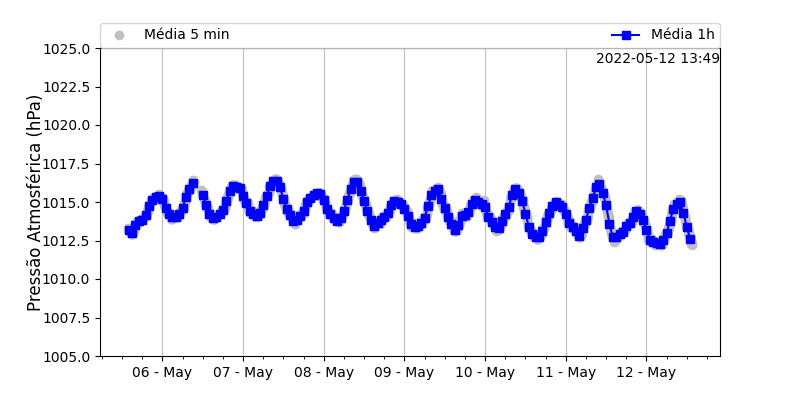 Média 5 min
Média 1h
2022-05-12 13:49
Pressão Atmosférica (hPa)
1025.0
1022.5
1020.0
1017.5
1015.0
1012.5
1010.0
1007.5
1005.0
06 - May
07 - May
08 - May
09 - May
10 - May
11 - May
12 - May